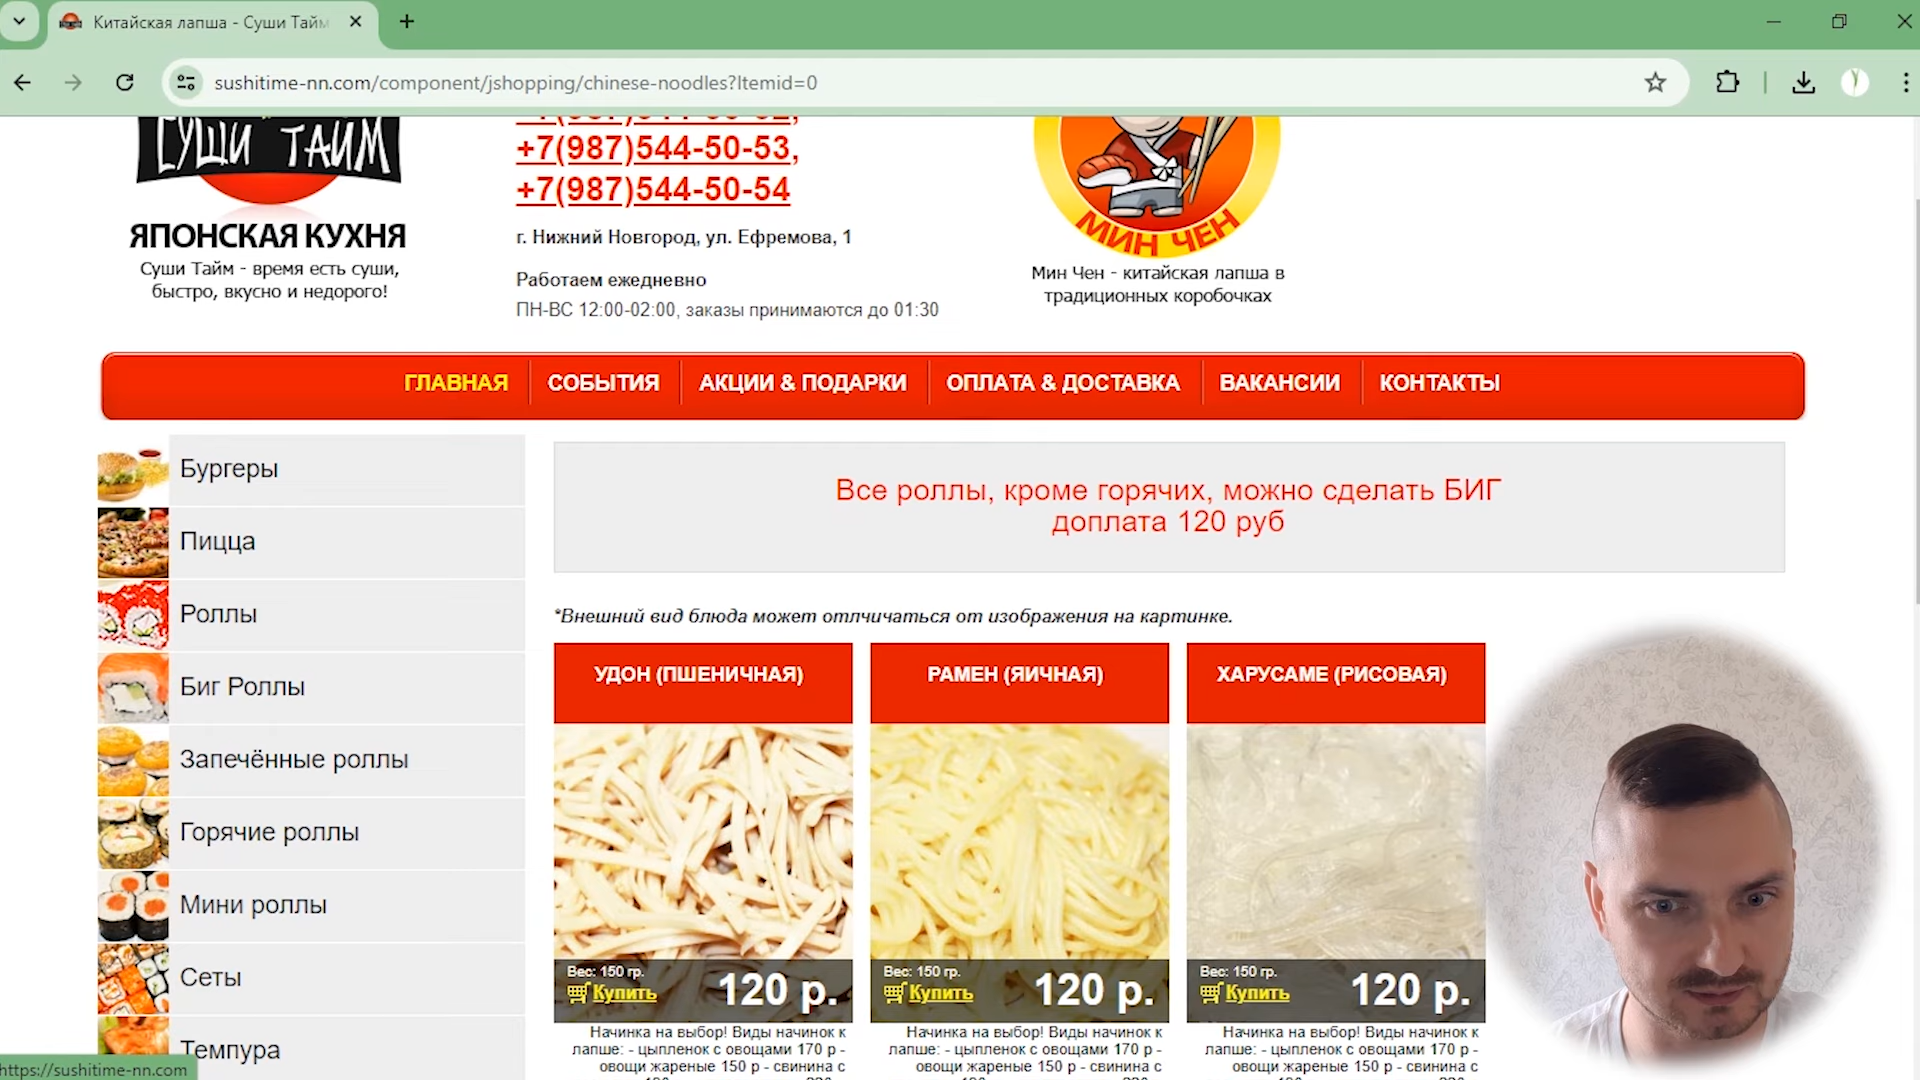 Китайская лапша - Суши Тайм
sushitime-nn.com/component/jshopping/chinese-noodles?Itemid=0
СУШИ ТАЙМ
ЯПОНСКАЯ КУХНЯ
Суши Тайм - время есть суши,
быстро, вкусно и недорого!
+7(987)544-50-53,
+7(987)544-50-54
г. Нижний Новгород, ул. Ефремова, 1
Работаем ежедневно
ПН-ВС 12:00-02:00, заказы принимаются до 01:30
МИН ЧЕН
Мин Чен - китайская лапша в
традиционных коробочках
ГЛАВНАЯ
СОБЫТИЯ
АКЦИИ & ПОДАРКИ
ОПЛАТА & ДОСТАВКА
ВАКАНСИИ
КОНТАКТЫ
Бургеры
Пицца
Роллы
Биг Роллы
Запечённые роллы
Горячие роллы
Мини роллы
Сеты
Темпура
Все роллы, кроме горячих, можно сделать БИГ
доплата 120 руб
*Внешний вид блюда может отлчичаться от изображения на картинке.
УДОН (ПШЕНИЧНАЯ)
Вес: 150 гр.
Купить
120 р.
Начинка на выбор! Виды начинок к
лапше: - цыпленок с овощами 170 р -
овощи жареные 150 р - свинина с
РАМЕН (ЯИЧНАЯ)
Вес: 150 гр.
Купить
120 р.
Начинка на выбор! Виды начинок к
лапше: - цыпленок с овощами 170 р -
овощи жареные 150 р - свинина с
ХАРУСАМЕ (РИСОВАЯ)
Вес: 150 гр.
Купить
120 р.
Начинка на выбор! Виды начинок к
лапше: - цыпленок с овощами 170 р -
овощи жареные 150 р - свинина с
https://sushitime-nn.com